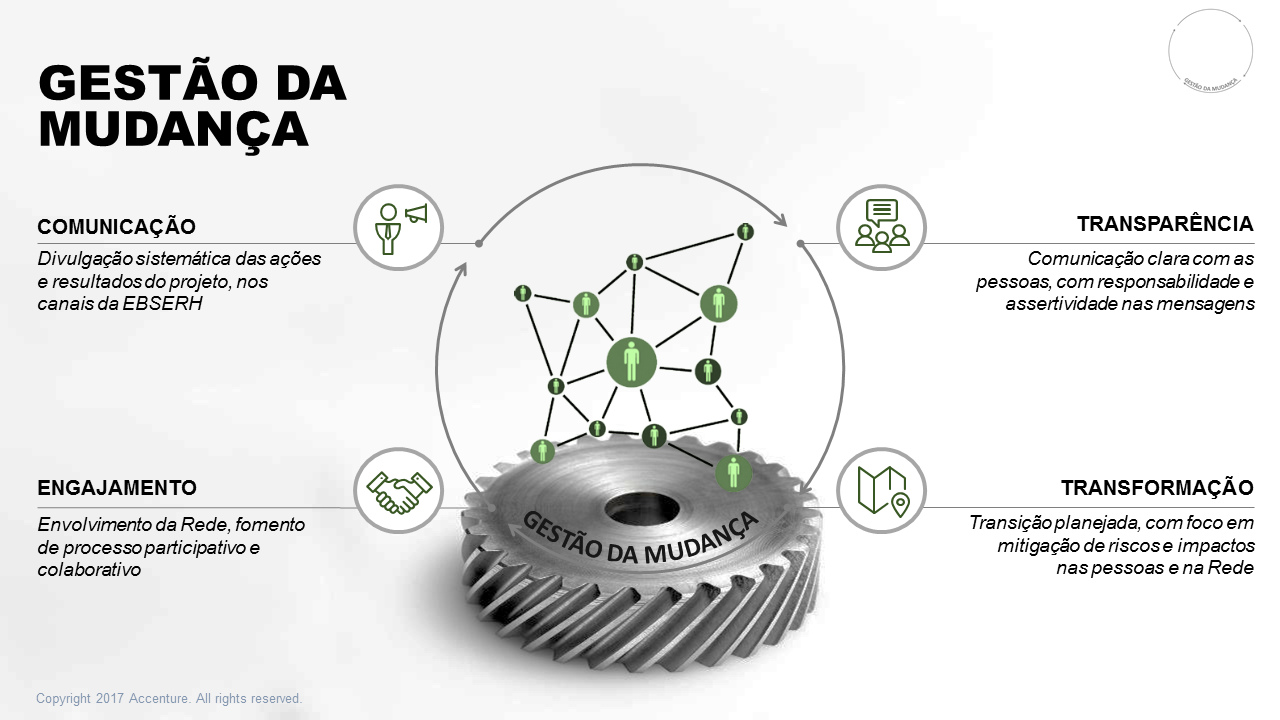 GESTÃO DA
MUDANÇA
GESTÃO DA MUDANÇA
COMUNICAÇÃO
Divulgação sistemática das ações
e resultados do projeto, nos
canais da EBSERH
TRANSPARÊNCIA
Comunicação clara com as
pessoas, com responsabilidade e
assertividade nas mensagens
ENGAJAMENTO
Envolvimento da Rede, fomento
de processo participativo e
colaborativo
TRANSFORMAÇÃO
Transição planejada, com foco em
mitigação de riscos e impactos
nas pessoas e na Rede
GESTÃO DA MUDANÇA
Copyright 2017 Accenture. All rights reserved.